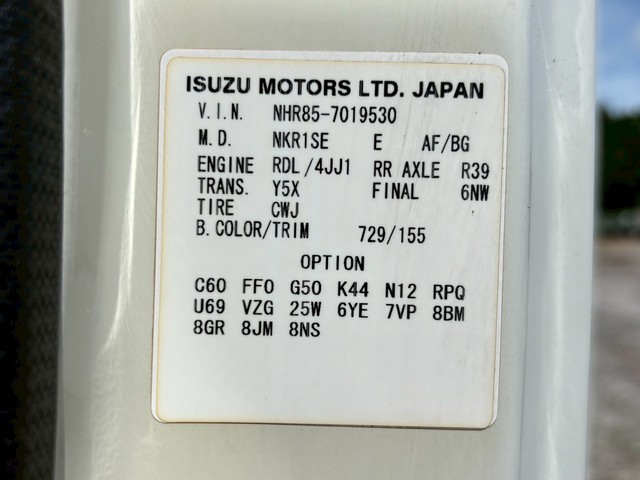 ISUZU MOTORS LTD. JAPAN
V.I.N. NHR85-7019530
M.D. NKR1SE E AF/BG
ENGINE RDL/4JJ1 RR AXLE R39
TRANS. Y5X FINAL 6NW
TIRE CWJ
B.COLOR/TRIM 729/155
OPTION
C60 FF0 G50 K44 N12 RPQ
U69 VZG 25W 6YE 7VP 8BM
8GR 8JM 8NS